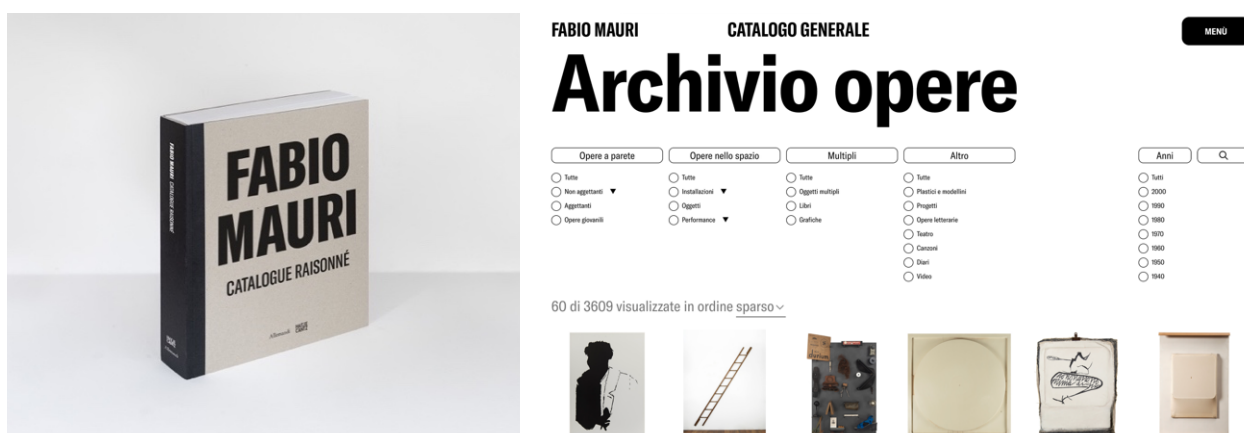 FABIO MAURI CATALOGUE RAISONNÉ
FABIO
MAURI
CATALOGUE RAISONNÉ
Allemandi
FABIO MAURI
CATALOGO GENERALE
MENÙ
Archivio opere
Opere a parete
Tutte
Non aggettanti ▼
Aggettanti
Opere giovanili
Opere nello spazio
Tutte
Installazioni ▼
Oggetti
Performance ▼
Multipli
Tutte
Oggetti multipli
Libri
Grafiche
Altro
Tutte
Plastici e modellini
Progetti
Opere letterarie
Teatro
Canzoni
Diari
Video
Anni
Tutti
2000
1990
1980
1970
1960
1950
1940
60 di 3609 visualizzate in ordine sparso